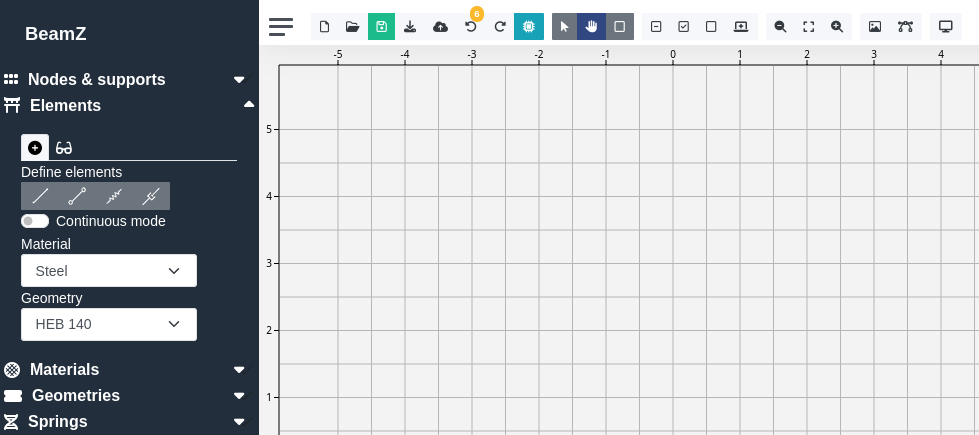 BeamZ
6
-5 -4 -3 -2 -1 0 1 2 3 4
Nodes & supports
Elements
Define elements
Continuous mode
Material
Steel
Geometry
HEB 140
Materials
Geometries
Springs
5
4
3
2
1